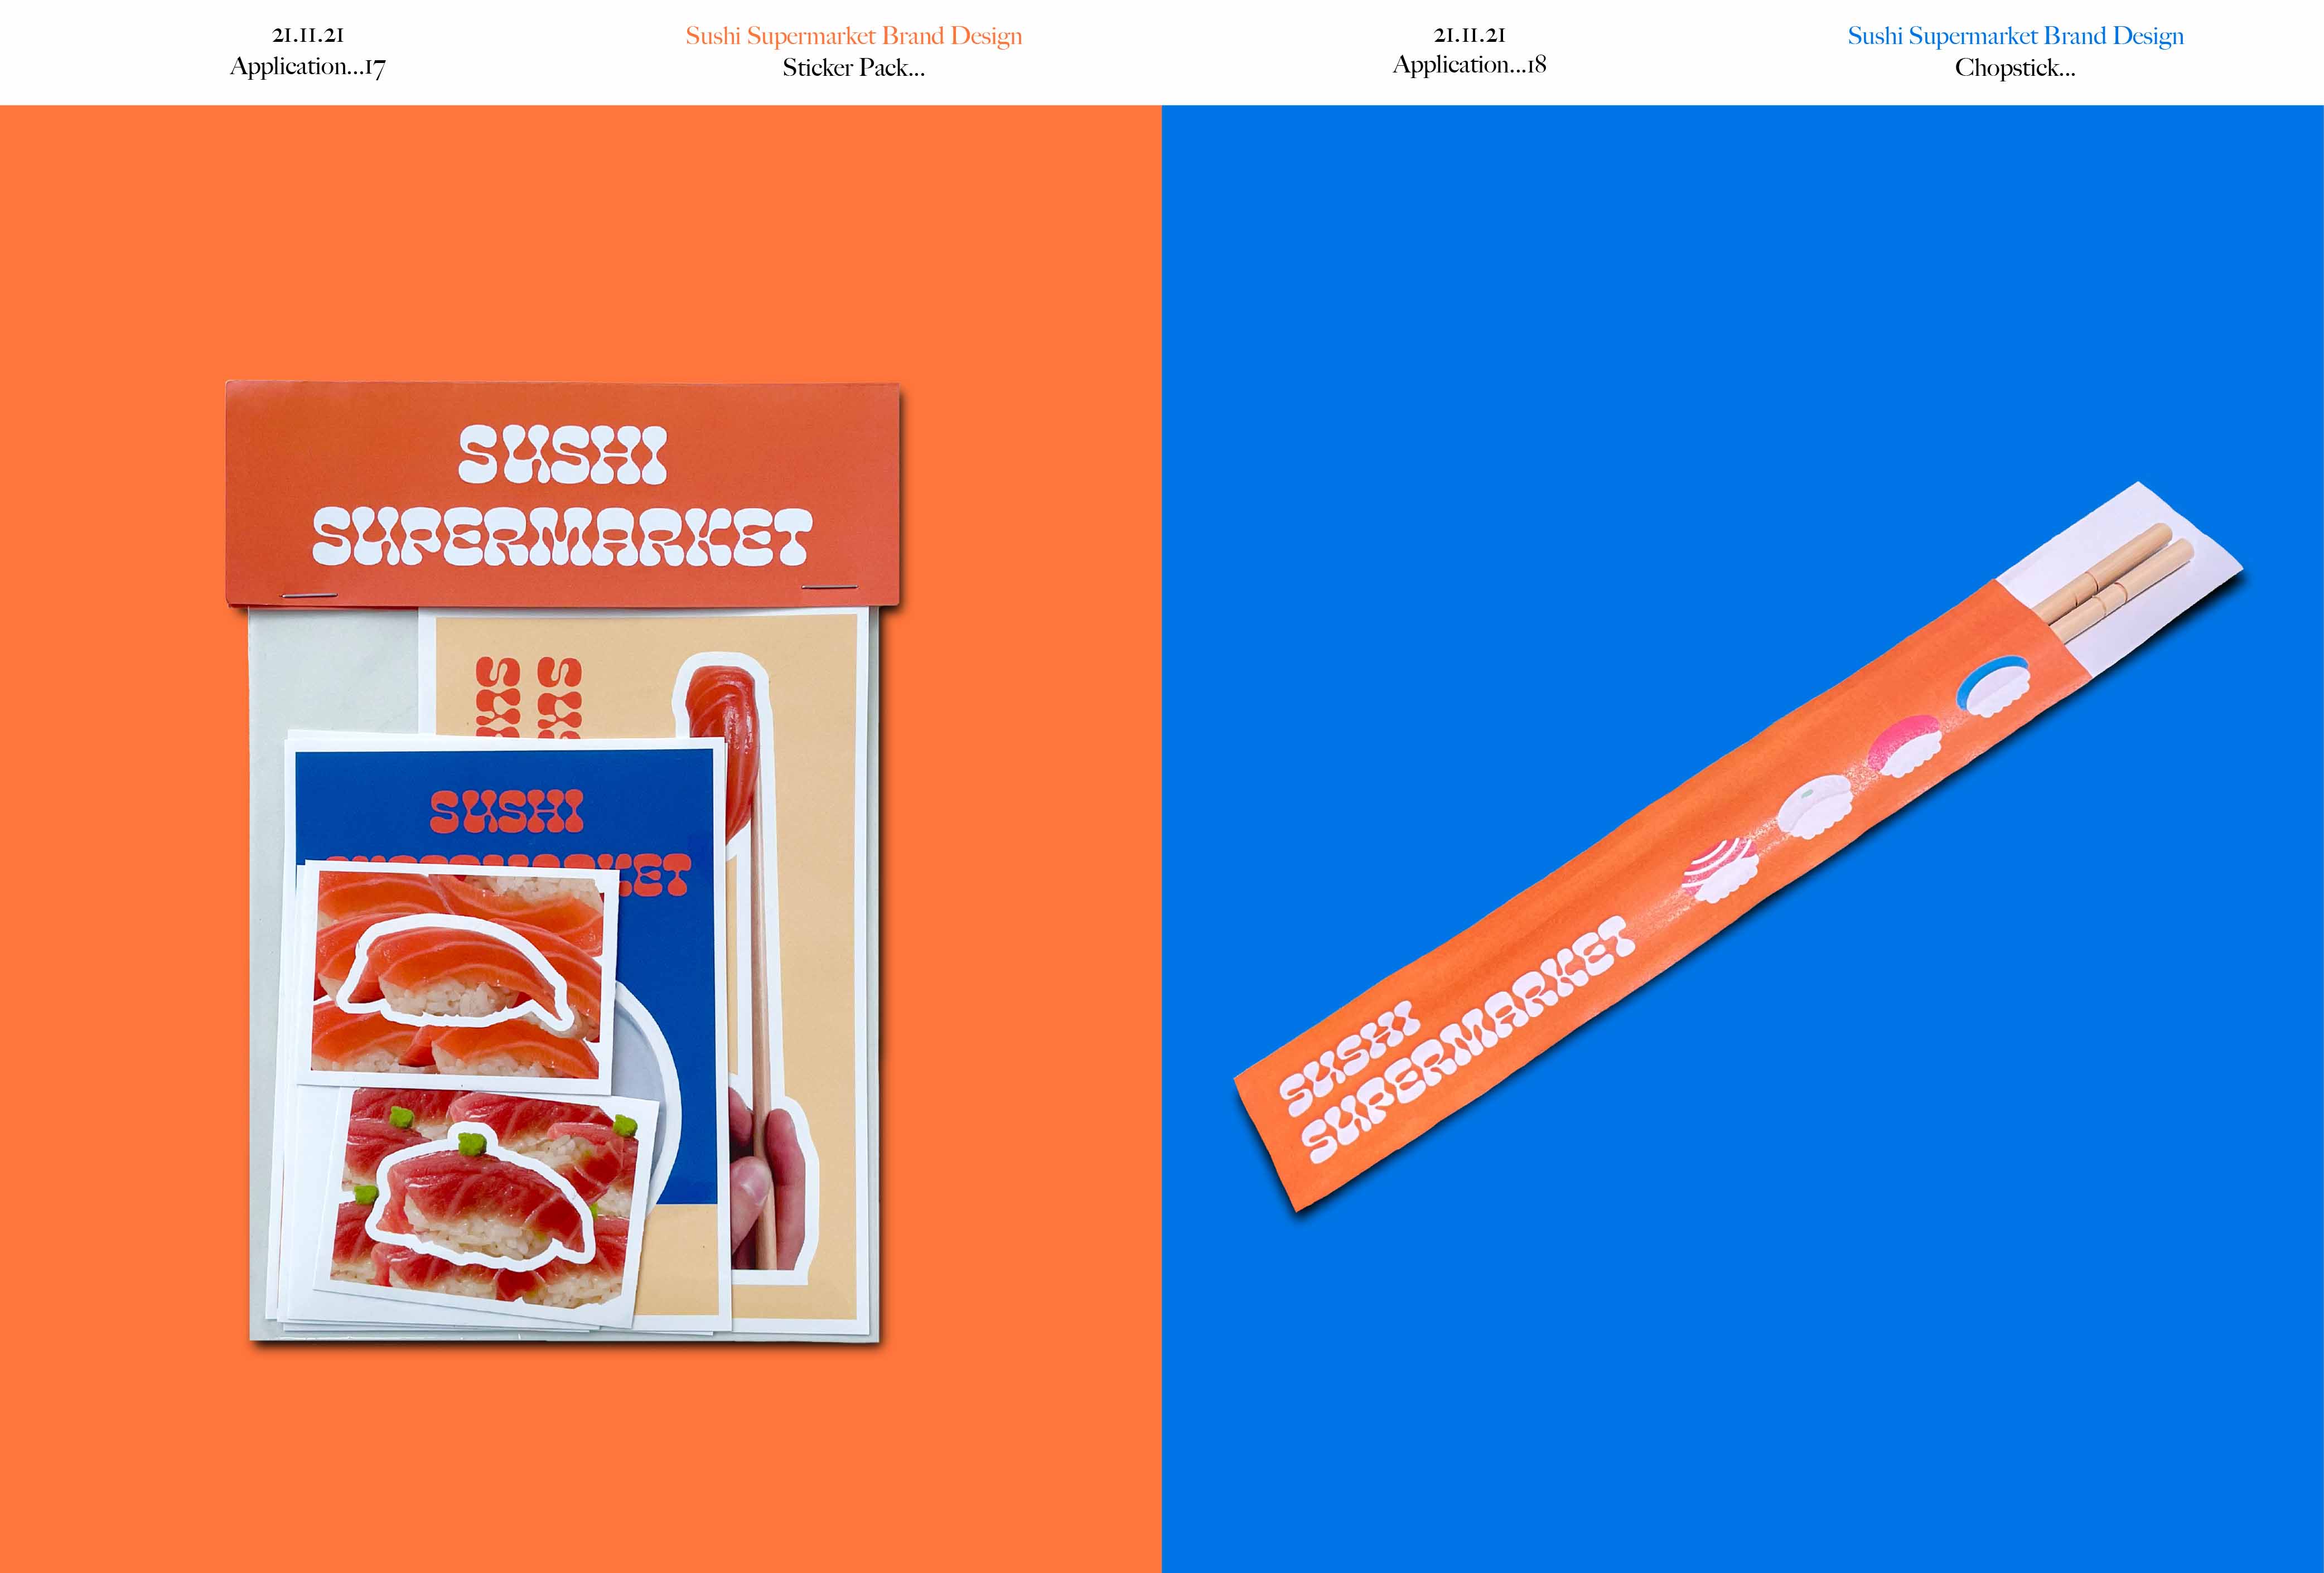 21.11.21
Application...17
Sushi Supermarket Brand Design
Sticker Pack...
21.11.21
Application...18
Sushi Supermarket Brand Design
Chopstick...
SUSHI
SUPERMARKET
SUSHI
SUSHI
SUPERMARKET